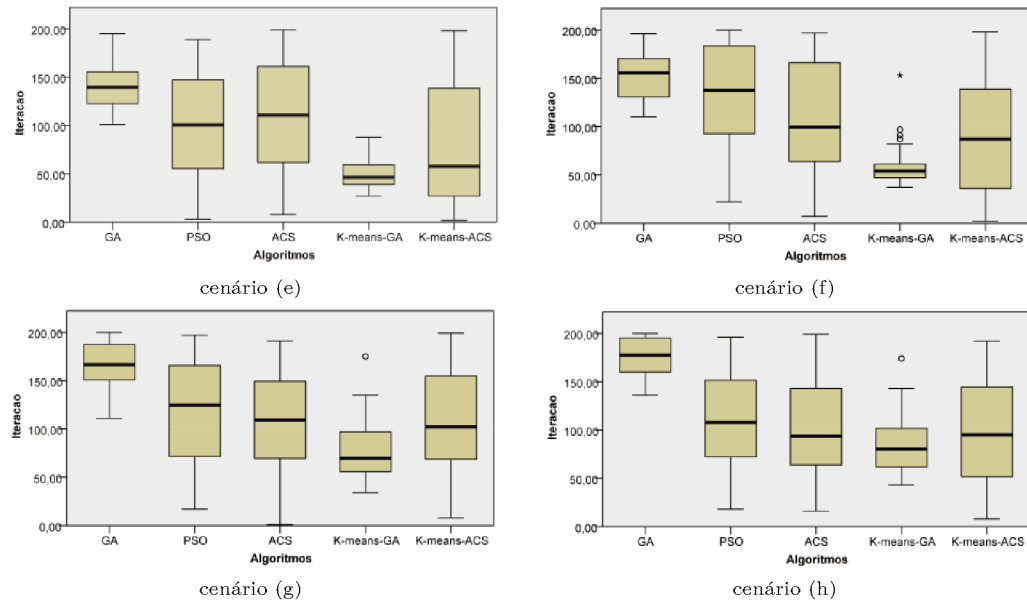 200,00
150,00
100,00
50,00
0,00
Iteracao
GA PSO ACS K-means-GA K-means-ACS
Algoritmos
cenário (e)
200,00
150,00
100,00
50,00
0,00
Iteracao
GA PSO ACS K-means-GA K-means-ACS
Algoritmos
cenário (f)
200,00
150,00
100,00
50,00
0,00
Iteracao
GA PSO ACS K-means-GA K-means-ACS
Algoritmos
cenário (g)
200,00
150,00
100,00
50,00
0,00
Iteracao
GA PSO ACS K-means-GA K-means-ACS
Algoritmos
cenário (h)